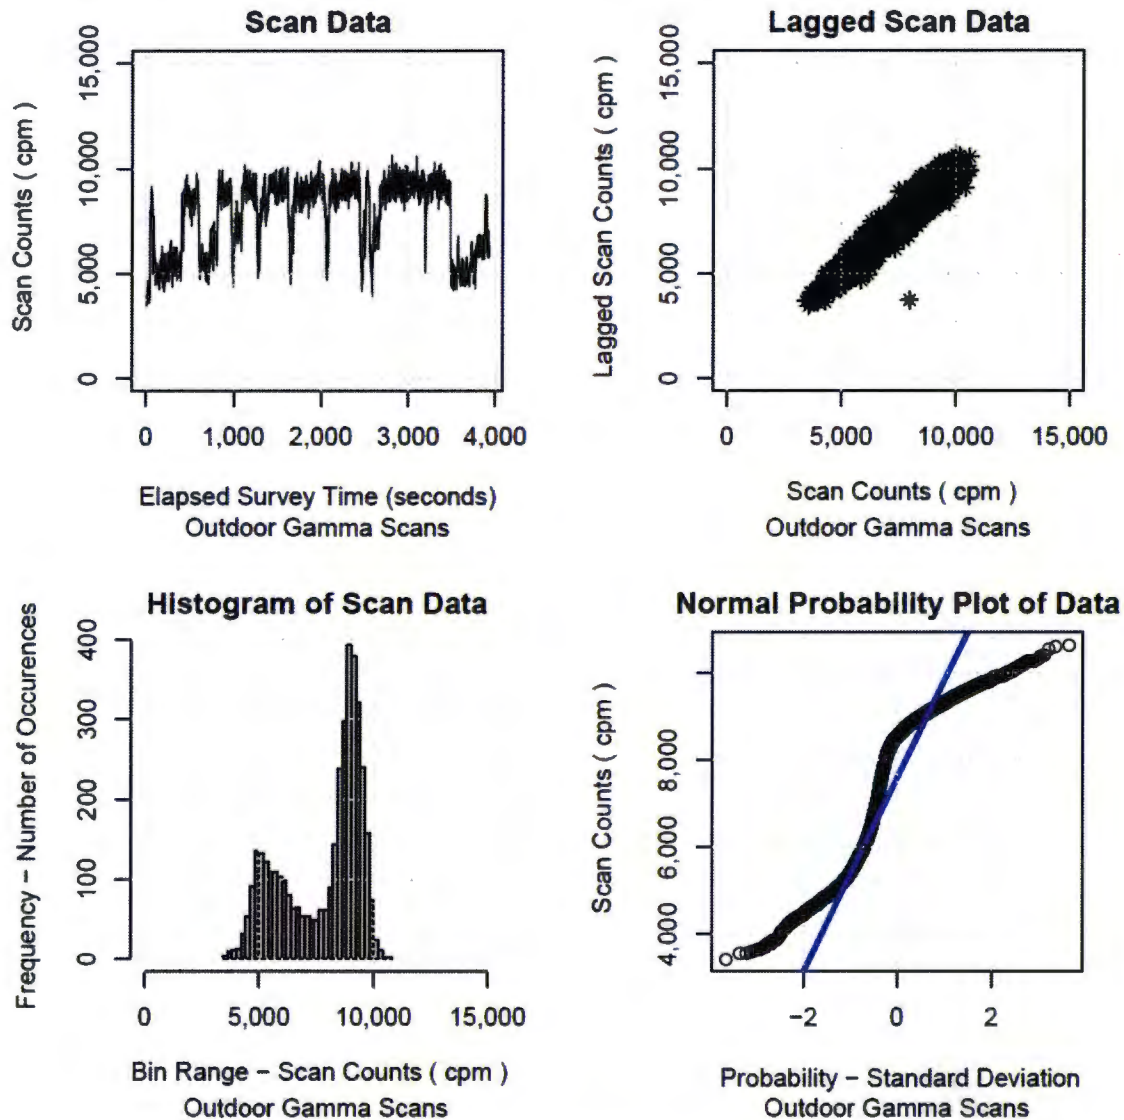 Scan Data
Scan Counts ( cpm )
15,000
10,000
5,000
0
0 1,000 2,000 3,000 4,000
Elapsed Survey Time (seconds)
Outdoor Gamma Scans
Lagged Scan Data
Lagged Scan Counts ( cpm )
15,000
10,000
5,000
0
0 5,000 10,000 15,000
Scan Counts ( cpm )
Outdoor Gamma Scans
Histogram of Scan Data
Frequency – Number of Occurences
400
300
200
100
0
0 5,000 10,000 15,000
Bin Range – Scan Counts ( cpm )
Outdoor Gamma Scans
Normal Probability Plot of Data
Scan Counts ( cpm )
8,000
6,000
4,000
−2 0 2
Probability – Standard Deviation
Outdoor Gamma Scans